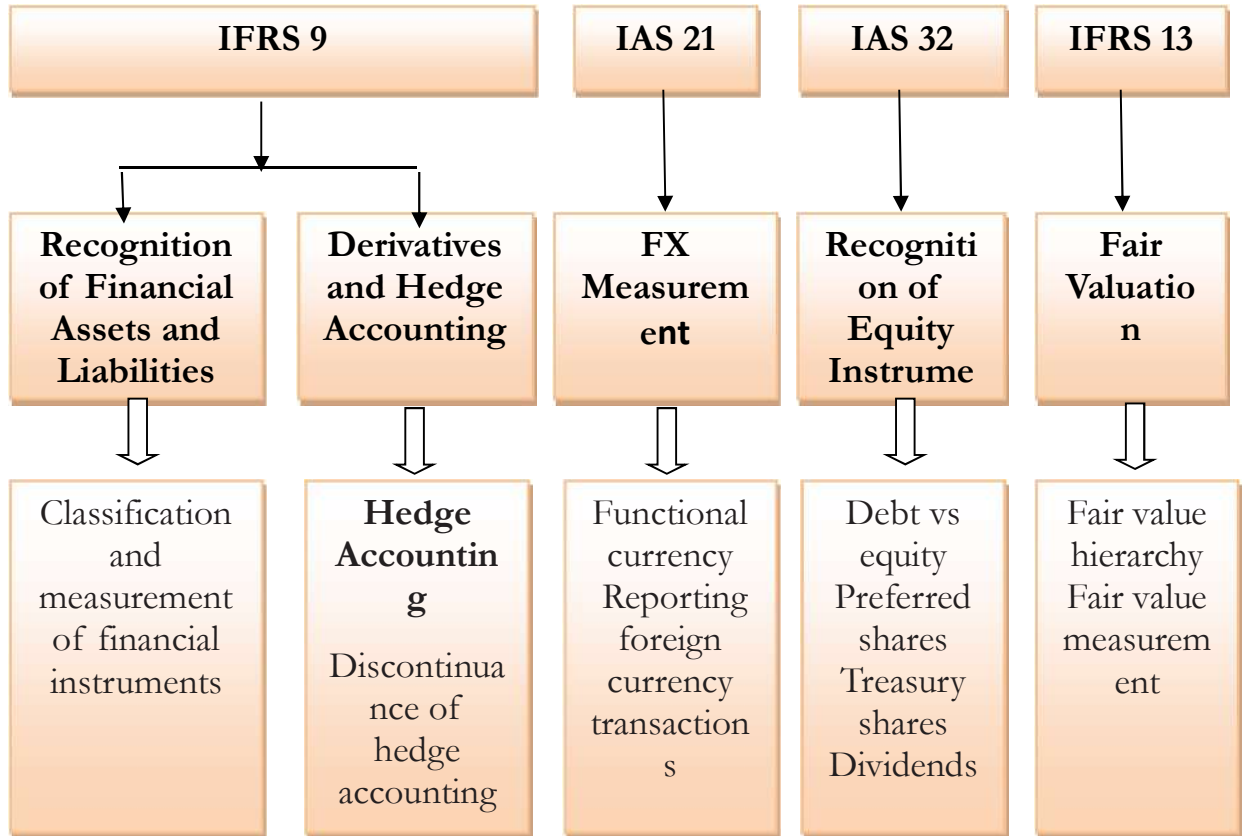 IFRS 9
IAS 21
IAS 32
IFRS 13
Recognition
of Financial
Assets and
Liabilities
Derivatives
and Hedge
Accounting
FX
Measurem
ent
Recogniti
on of
Equity
Instrume
Fair
Valuatio
n
Classification
and
measurement
of financial
instruments
Hedge
Accountin
g
Discontinua
nce of
hedge
accounting
Functional
currency
Reporting
foreign
currency
transaction
s
Debt vs
equity
Preferred
shares
Treasury
shares
Dividends
Fair value
hierarchy
Fair value
measurem
ent